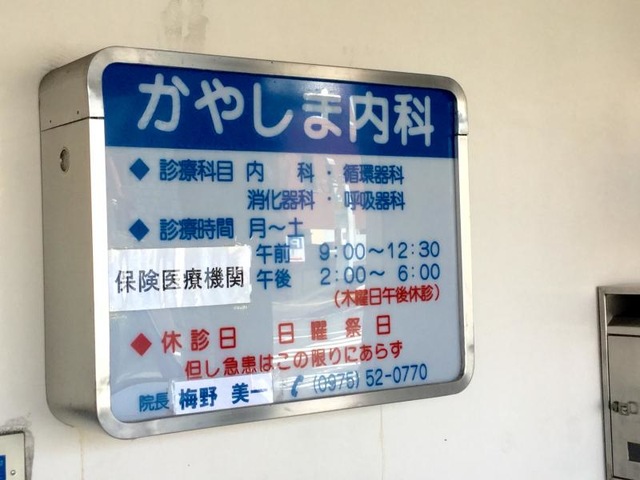 かやしま内科
◆ 診療科目 内 科 ・ 循環器科
消化器科 ・ 呼吸器科
◆ 診療時間 月～土
午前 9:00～12:30
保険医療機関 午後 2:00～ 6:00
(木曜日午後休診)
◆ 休診日 日曜祭日
但し急患はこの限りにあらず
院長 梅野 美一 (0975) 52-0770